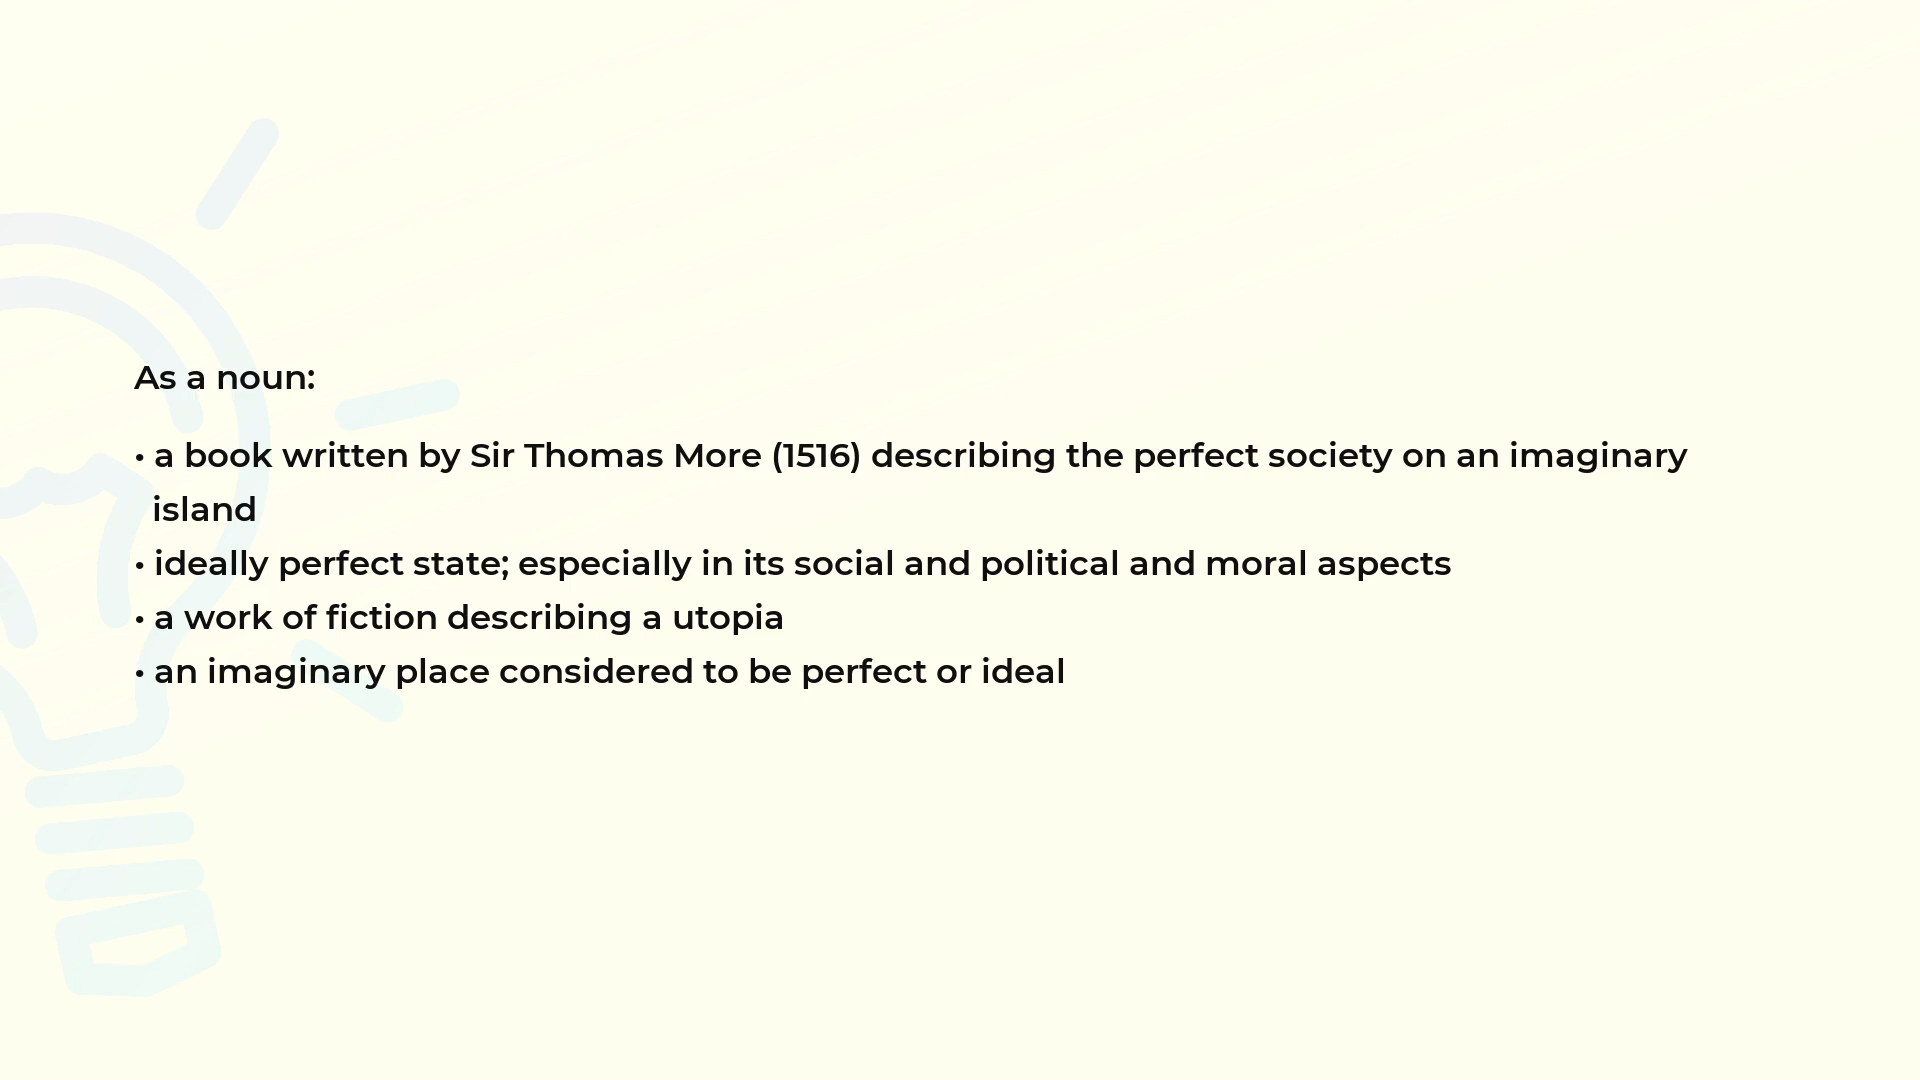 As a noun:
• a book written by Sir Thomas More (1516) describing the perfect society on an imaginary
island
• ideally perfect state; especially in its social and political and moral aspects
• a work of fiction describing a utopia
• an imaginary place considered to be perfect or ideal